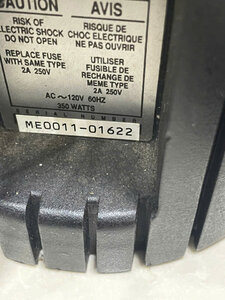 CAUTION
RISK OF
ELECTRIC SHOCK
DO NOT OPEN
REPLACE FUSE
WITH SAME TYPE
2A 250V
AVIS
RISQUE DE
CHOC ELECTRIQUE
NE PAS OUVRIR
UTILISER
FUSIBLE DE
RECHANGE DE
MEME TYPE
2A 250V
AC ~120V 60HZ
350 WATTS
SERIAL NUMBER
ME0011-01622